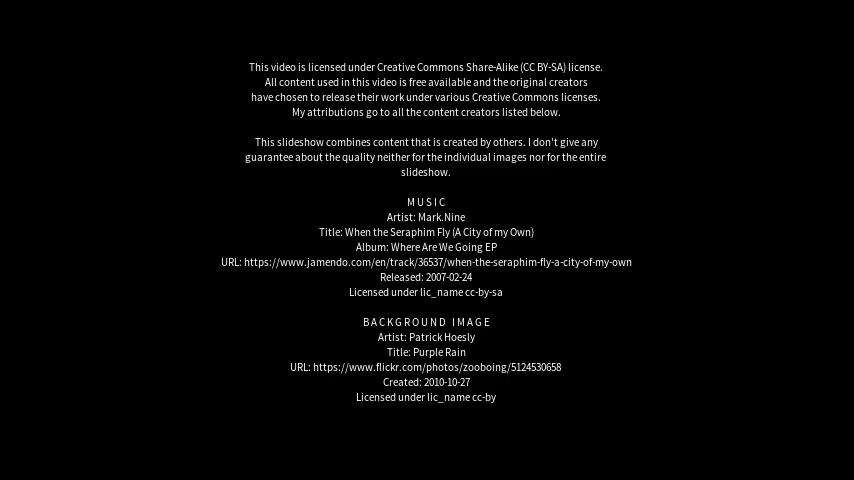 This video is licensed under Creative Commons Share-Alike (CC BY-SA) license.
All content used in this video is free available and the original creators
have chosen to release their work under various Creative Commons licenses.
My attributions go to all the content creators listed below.
This slideshow combines content that is created by others. I don't give any
guarantee about the quality neither for the individual images nor for the entire
slideshow.
M U S I C
Artist: Mark.Nine
Title: When the Seraphim Fly (A City of my Own)
Album: Where Are We Going EP
URL: https://www.jamendo.com/en/track/36537/when-the-seraphim-fly-a-city-of-my-own
Released: 2007-02-24
Licensed under lic_name cc-by-sa
B A C K G R O U N D   I M A G E
Artist: Patrick Hoesly
Title: Purple Rain
URL: https://www.flickr.com/photos/zooboing/5124530658
Created: 2010-10-27
Licensed under lic_name cc-by